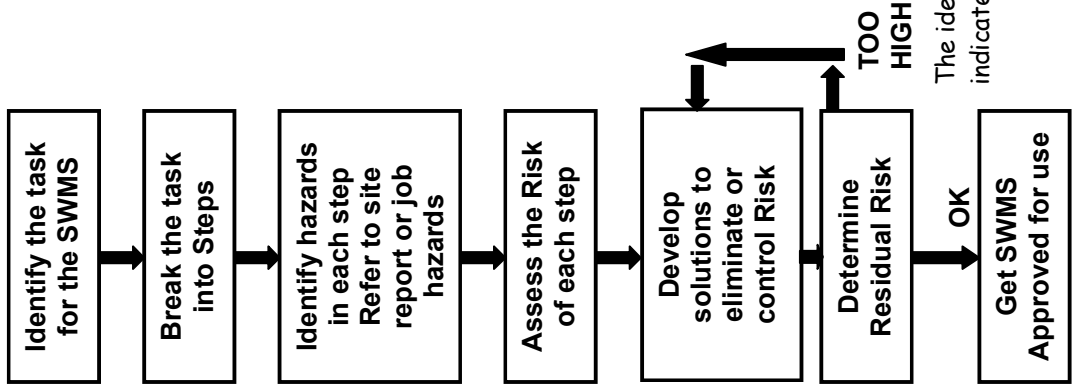 Identify the task
for the SWMS
Break the task
into Steps
Identify hazards
in each step
Refer to site
report or job
hazards
Assess the Risk
of each step
Develop
solutions to
eliminate or
control Risk
Determine
Residual Risk
TOO
HIGH
OK
Get SWMS
Approved for use
The